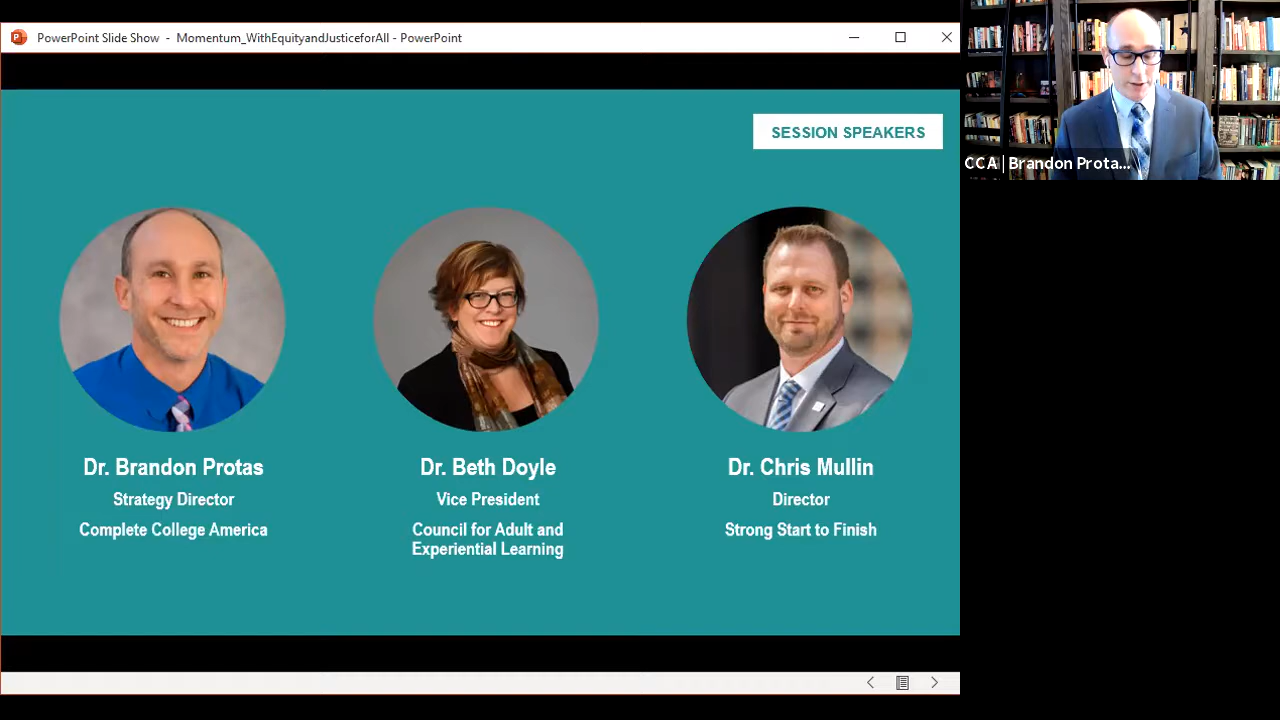 PowerPoint Slide Show - Momentum_WithEquityandJusticeforAll - PowerPoint
SESSION SPEAKERS
CCA | Brandon Prota...
Dr. Brandon Protas
Strategy Director
Complete College America
Dr. Beth Doyle
Vice President
Council for Adult and
Experiential Learning
Dr. Chris Mullin
Director
Strong Start to Finish